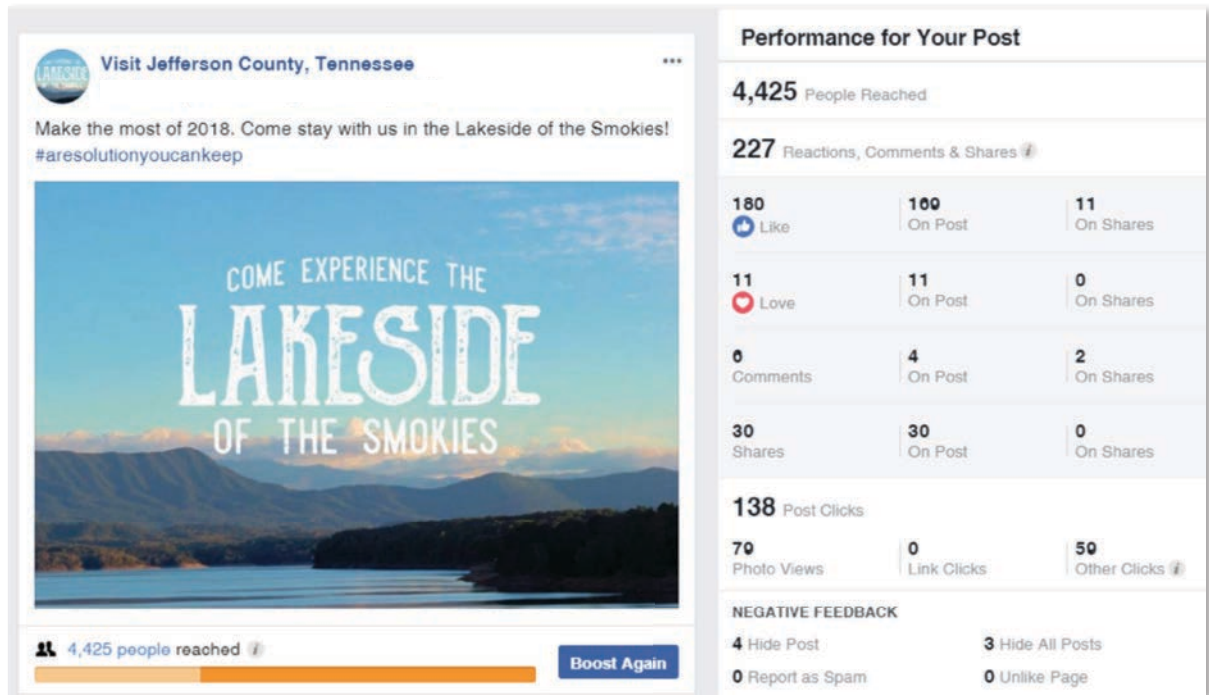 Visit Jefferson County, Tennessee
Make the most of 2018. Come stay with us in the Lakeside of the Smokies!
#aresolutionyoucankeep
LAKESIDE
COME EXPERIENCE THE
LAKESIDE
OF THE SMOKIES
4,425 people reached
Boost Again
Performance for Your Post
4,425 People Reached
227 Reactions, Comments & Shares
180 169 11
Like On Post On Shares
11 11 0
Love On Post On Shares
6 4 2
Comments On Post On Shares
30 30 0
Shares On Post On Shares
138 Post Clicks
79 0 59
Photo Views Link Clicks Other Clicks
NEGATIVE FEEDBACK
4 Hide Post 3 Hide All Posts
0 Report as Spam 0 Unlike Page